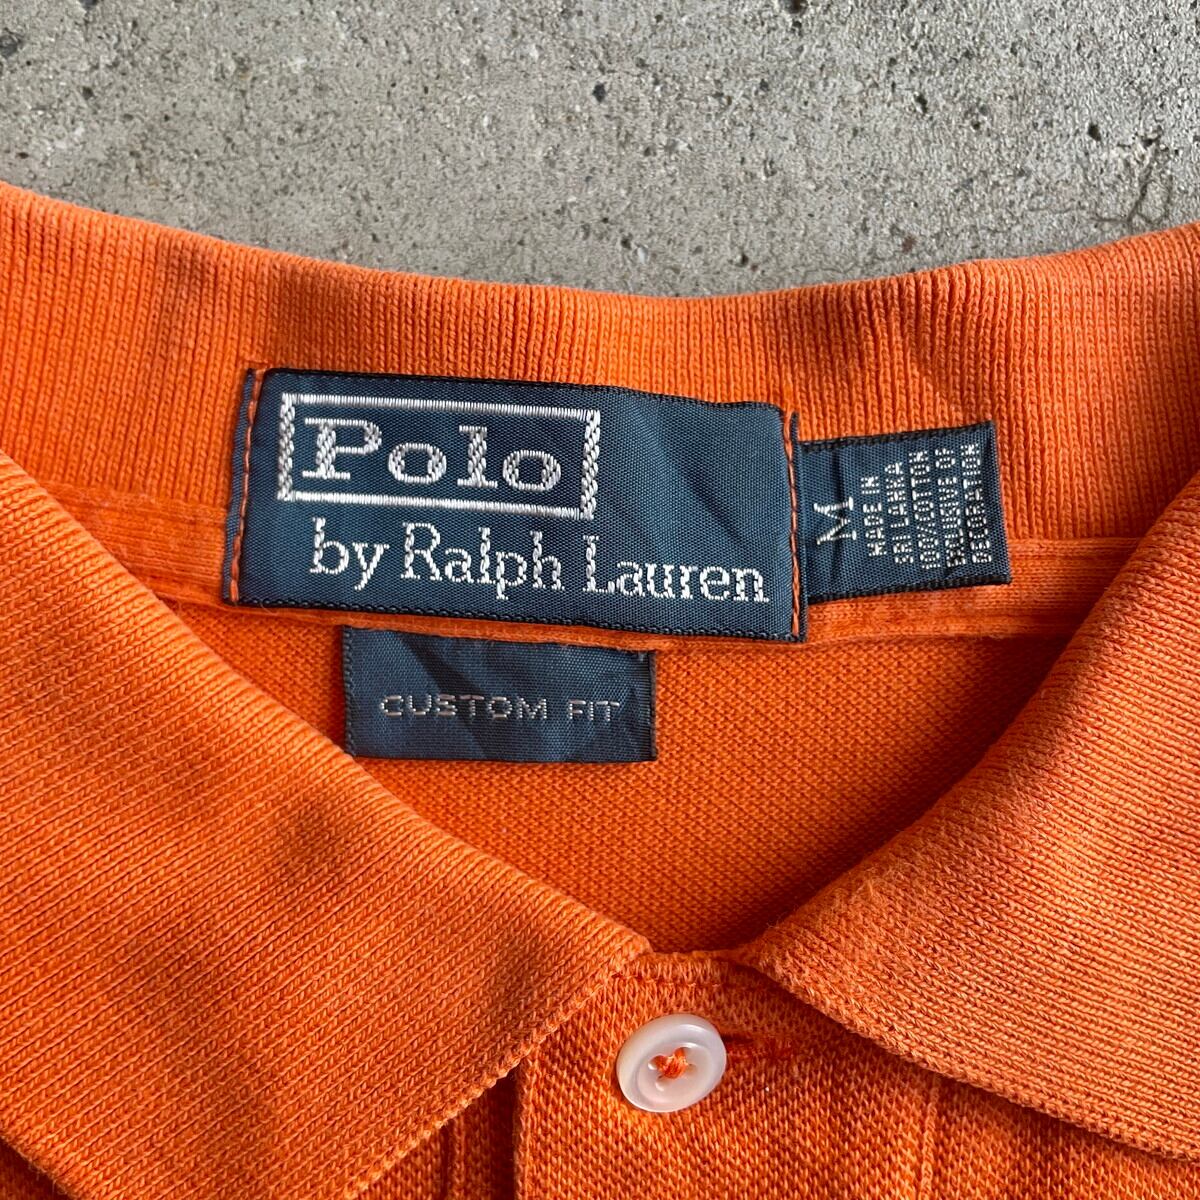 Polo
by Ralph Lauren
M
MADE IN
SRI LANKA
100%COTTON
EXCLUSIVE OF
DECORATION
CUSTOM FIT